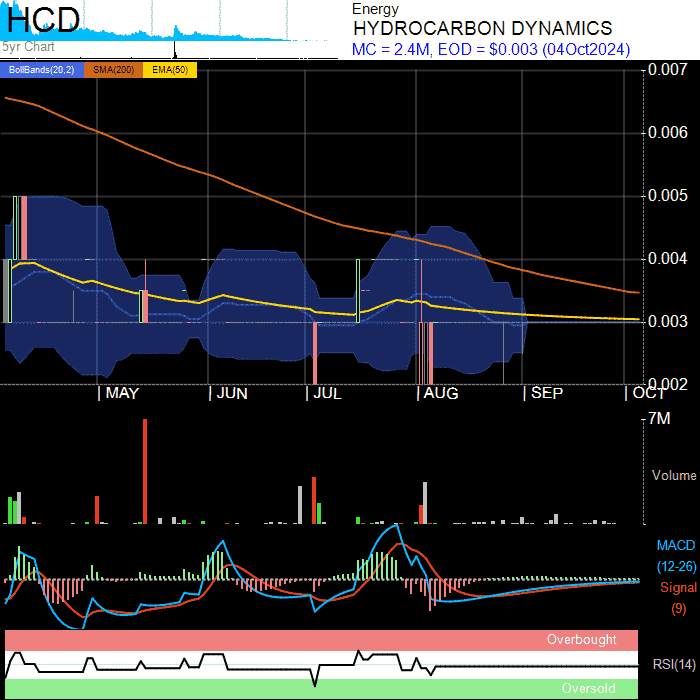 HCD
5yr Chart
Energy
HYDROCARBON DYNAMICS
MC = 2.4M, EOD = $0.003 (04Oct2024)
BollBands(20,2) SMA(200) EMA(50)
0.007
0.006
0.005
0.004
0.003
0.002
MAY JUN JUL AUG SEP OCT
7M
Volume
MACD
(12-26)
Signal
(9)
Overbought
RSI(14)
Oversold